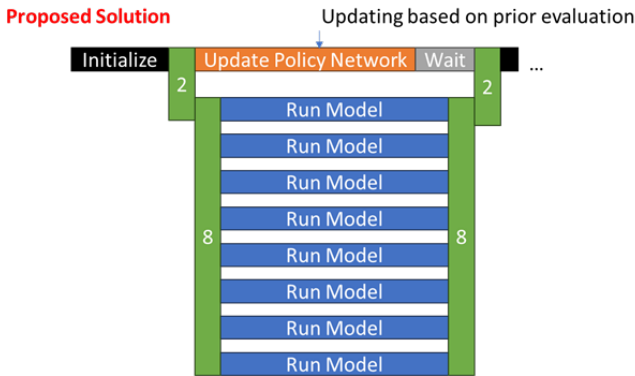 Proposed Solution
Updating based on prior evaluation
Initialize
2
Update Policy Network
Wait
2
...
8
Run Model
Run Model
Run Model
Run Model
Run Model
Run Model
Run Model
Run Model
8